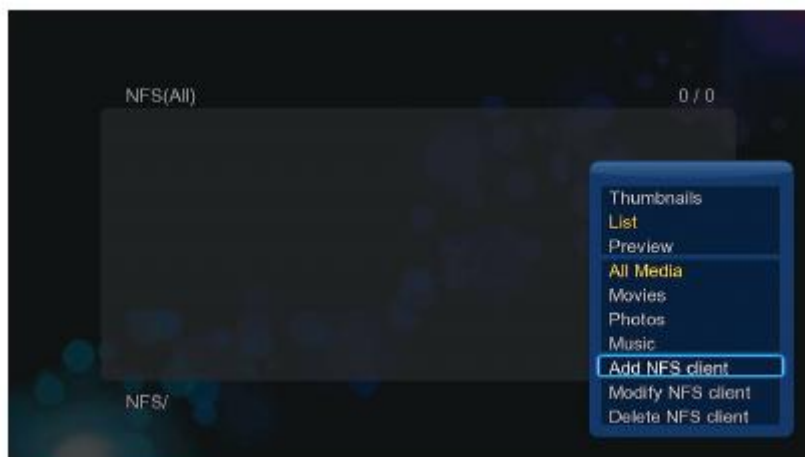 NFS(All)
0 / 0
Thumbnails
List
Preview
All Media
Movies
Photos
Music
Add NFS client
Modify NFS client
Delete NFS client
NFS/